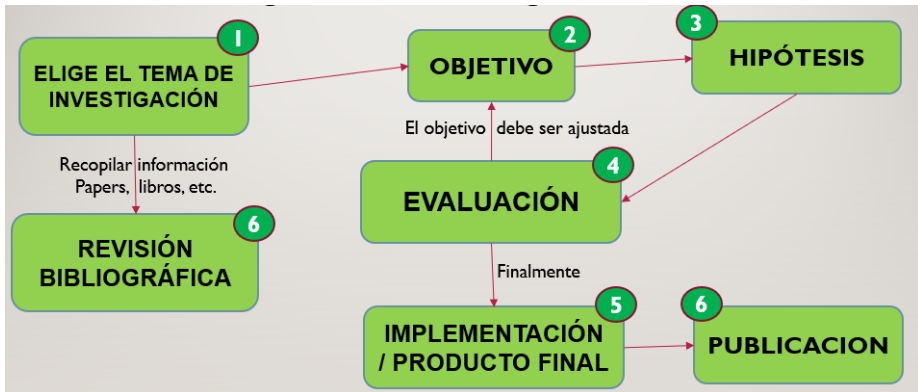 1
ELIGE EL TEMA DE
INVESTIGACIÓN
2
OBJETIVO
3
HIPÓTESIS
El objetivo debe ser ajustada
Recopilar información
Papers, libros, etc.
4
EVALUACIÓN
6
REVISIÓN
BIBLIOGRÁFICA
Finalmente
5
IMPLEMENTACIÓN
/ PRODUCTO FINAL
6
PUBLICACION